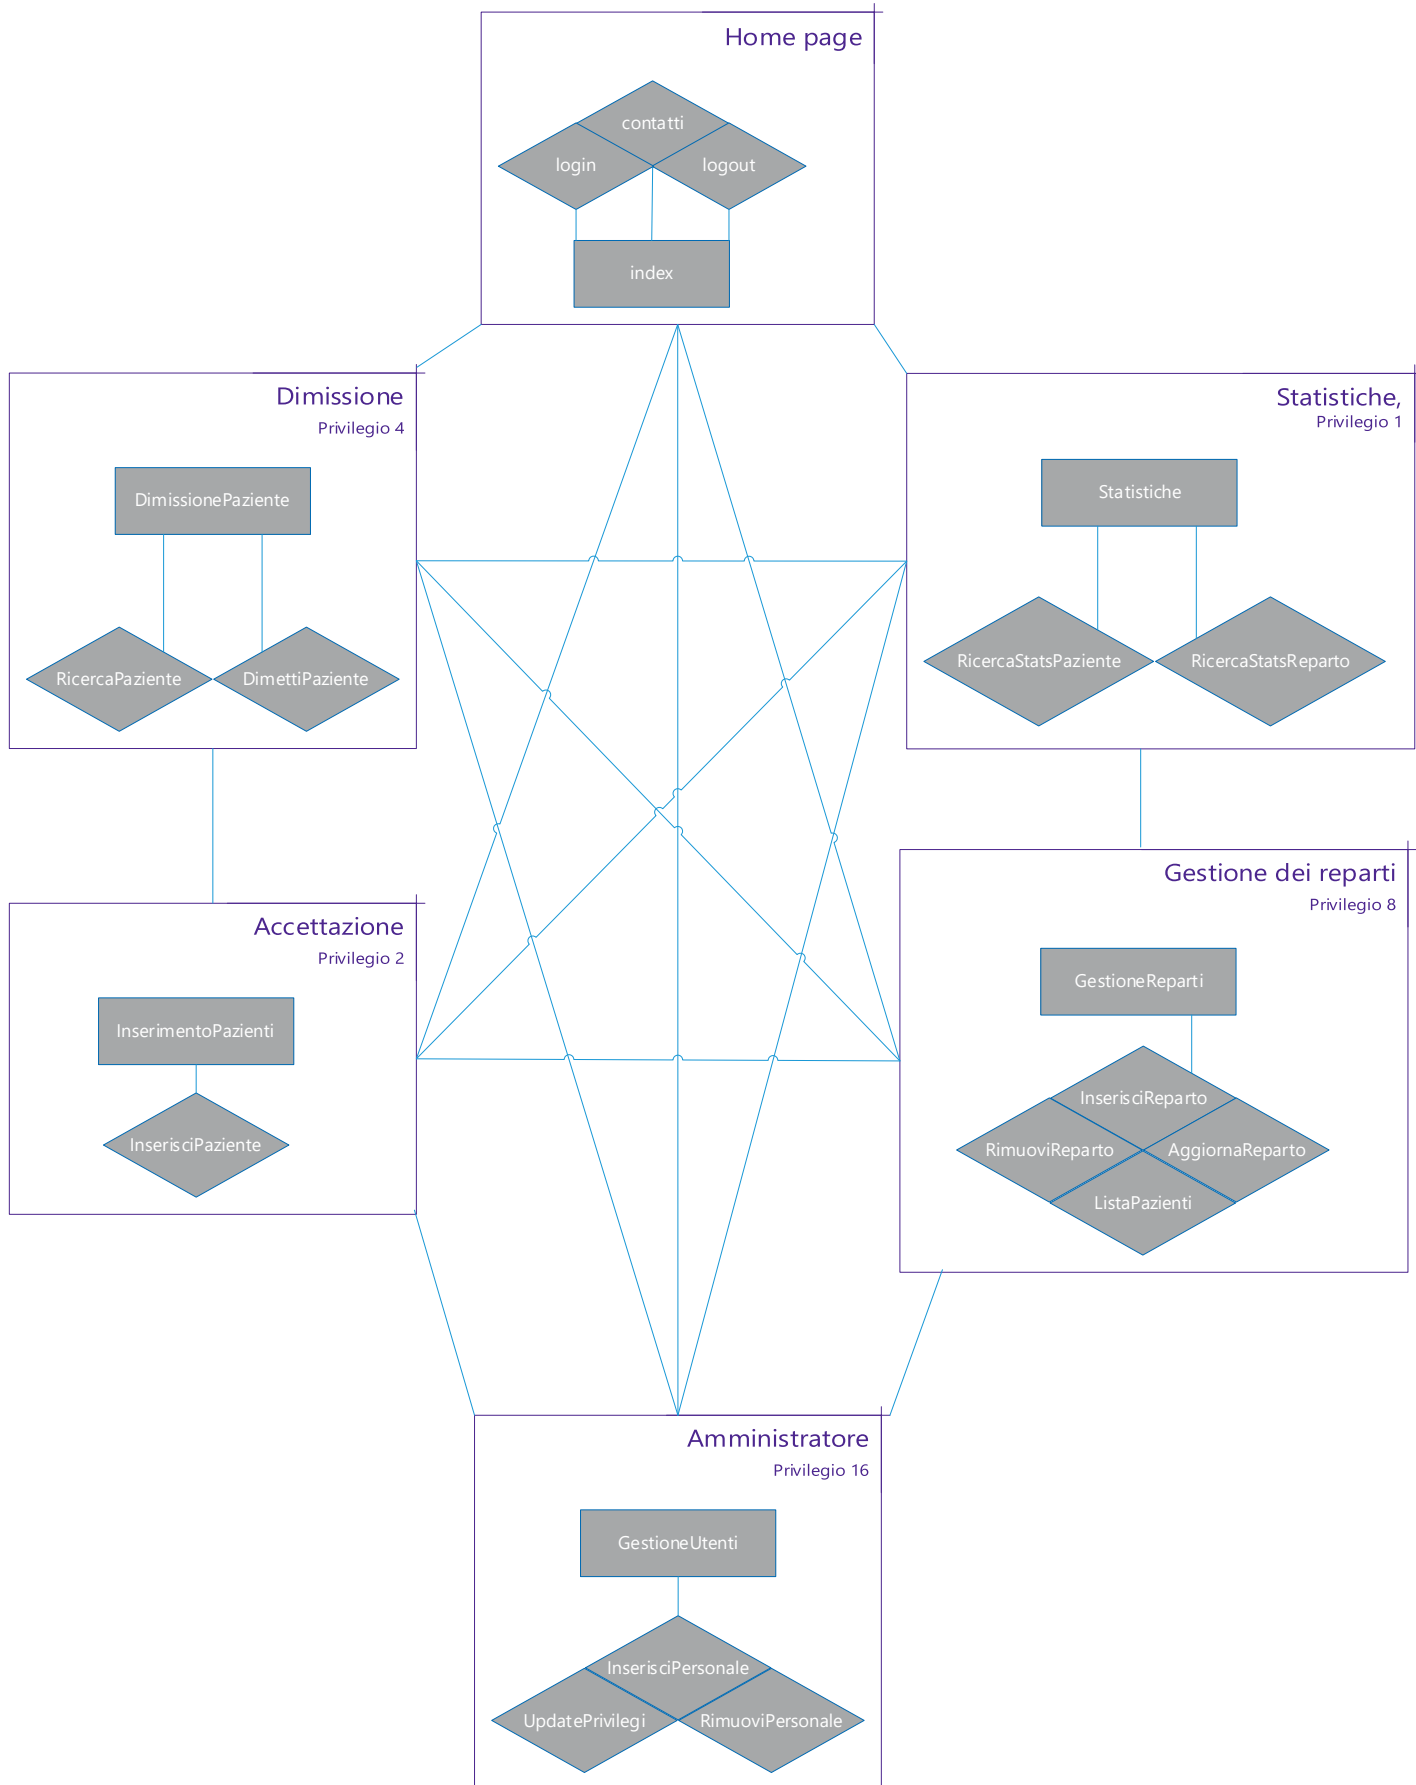 Home page
contatti
login
logout
index
Dimissione
Privilegio 4
DimissionePaziente
RicercaPaziente
DimettiPaziente
Statistiche,
Privilegio 1
Statistiche
RicercaStatsPaziente
RicercaStatsReparto
Accettazione
Privilegio 2
InserimentoPazienti
InserisciPaziente
Gestione dei reparti
Privilegio 8
GestioneReparti
InserisciReparto
RimuoviReparto
AggiornaReparto
ListaPazienti
Amministratore
Privilegio 16
GestioneUtenti
InserisciPersonale
UpdatePrivilegi
RimuoviPersonale